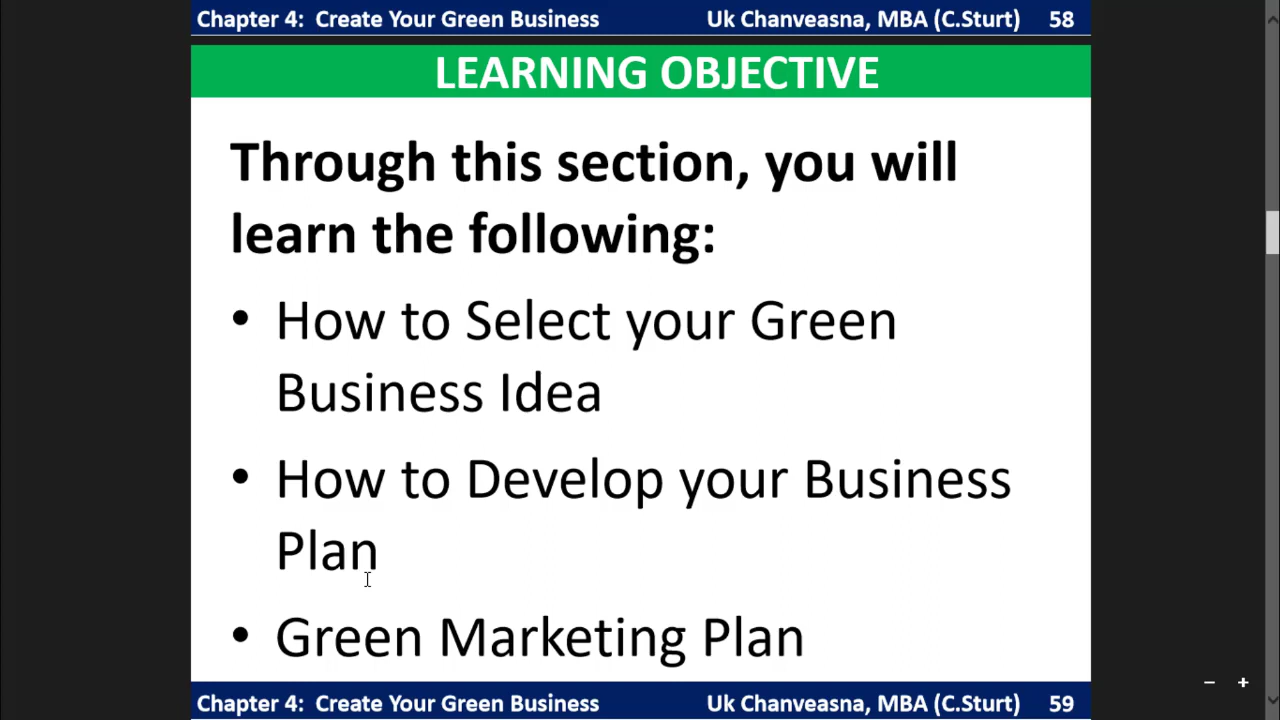 Chapter 4: Create Your Green Business Uk Chanveasna, MBA (C.Sturt) 58
LEARNING OBJECTIVE
Through this section, you will
learn the following:
• How to Select your Green
Business Idea
• How to Develop your Business
Plan
• Green Marketing Plan
Chapter 4: Create Your Green Business Uk Chanveasna, MBA (C.Sturt) 59